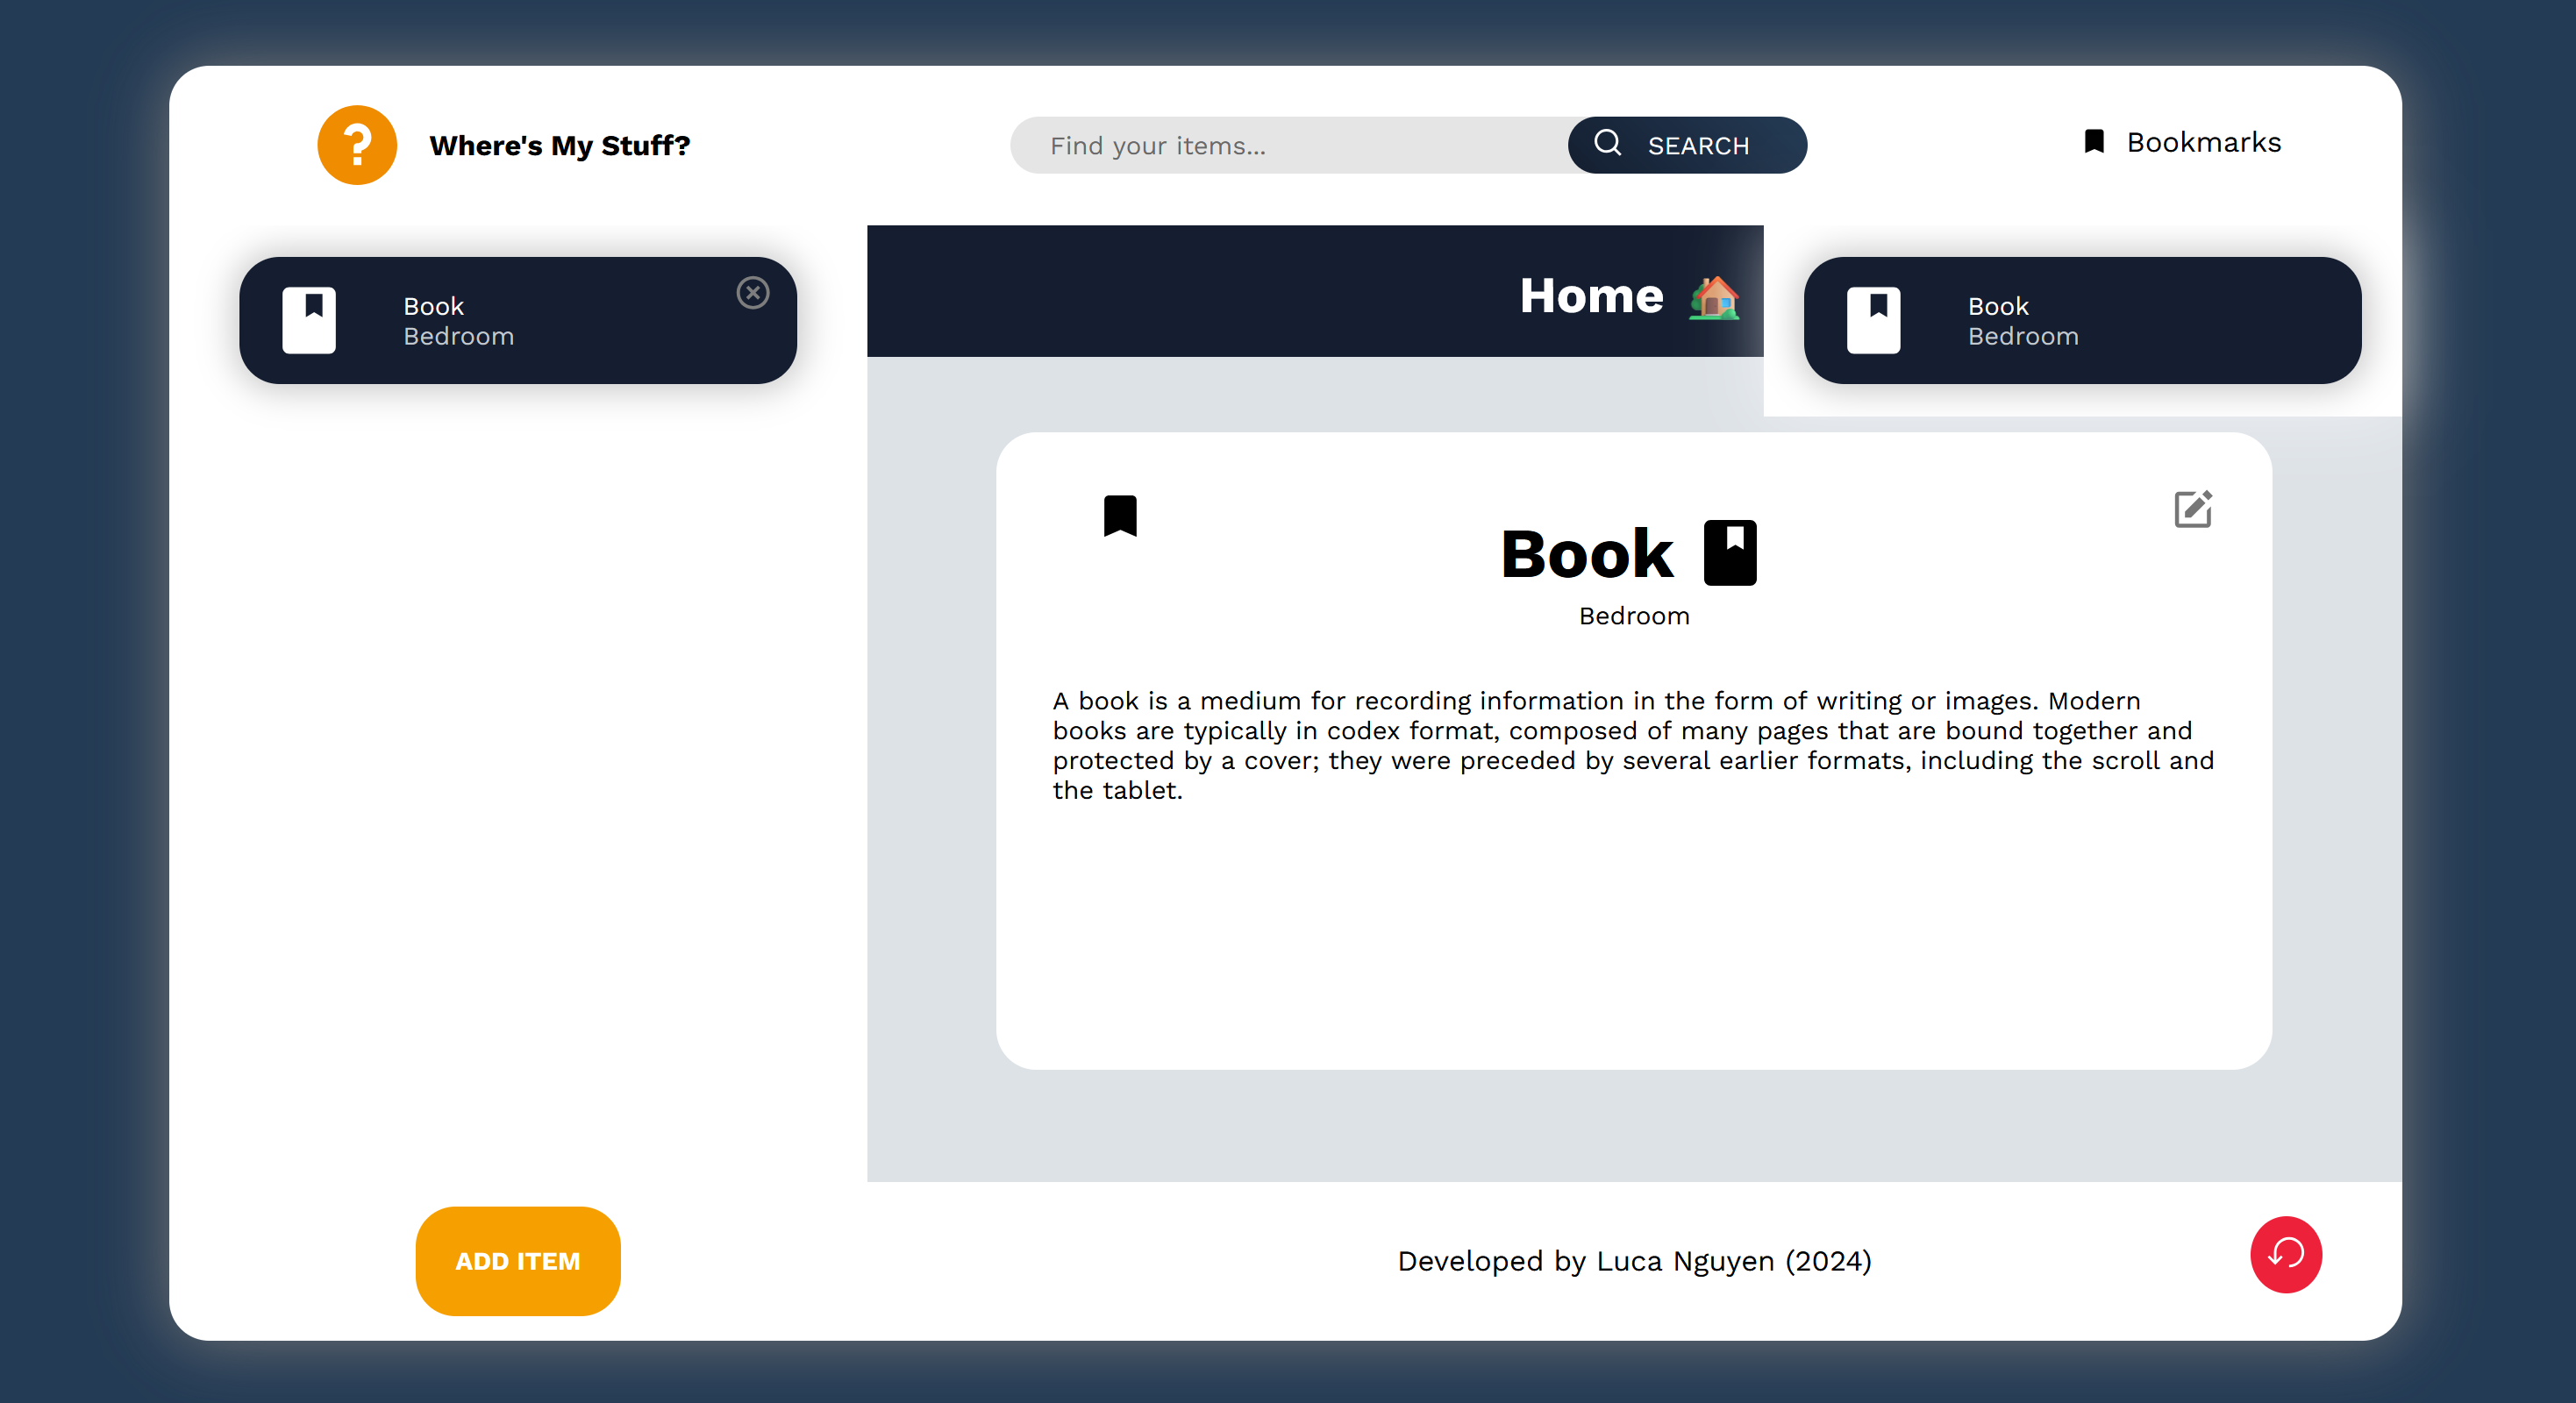 Where's My Stuff?
Find your items...
SEARCH
Bookmarks
Book
Bedroom
Home
Book
Bedroom
Book
Bedroom
A book is a medium for recording information in the form of writing or images. Modern
books are typically in codex format, composed of many pages that are bound together and
protected by a cover; they were preceded by several earlier formats, including the scroll and
the tablet.
ADD ITEM
Developed by Luca Nguyen (2024)